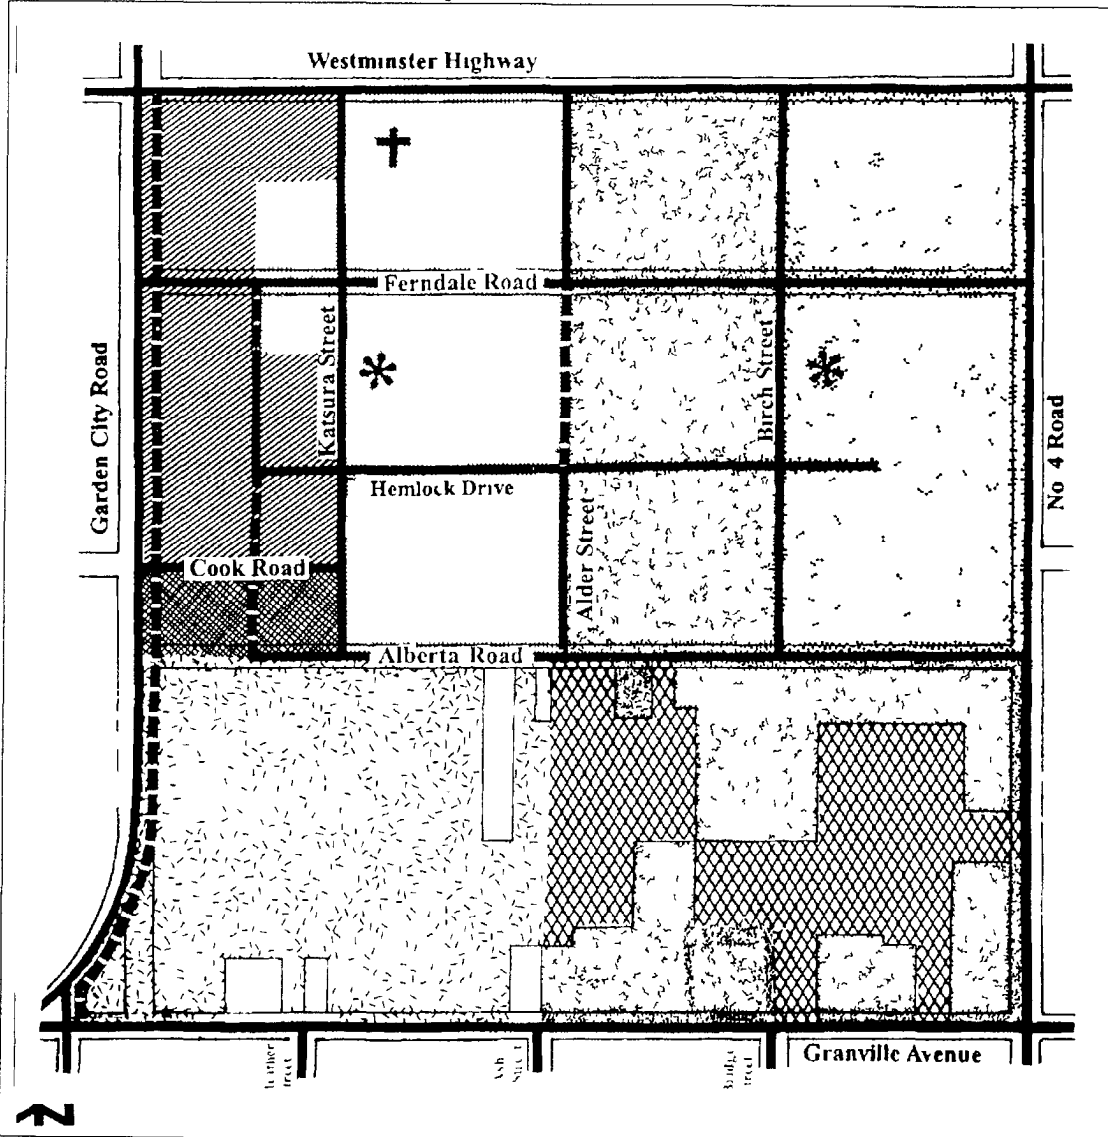 Westminster Highway
Ferndale Road
Katsura Street
Birch Street
Garden City Road
No 4 Road
Hemlock Drive
Alder Street
Cook Road
Alberta Road
Granville Avenue
Street
N